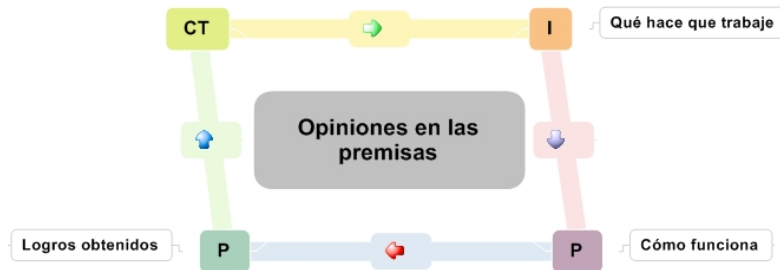 CT
I
Qué hace que trabaje
Opiniones en las
premisas
Logros obtenidos
P
P
Cómo funciona